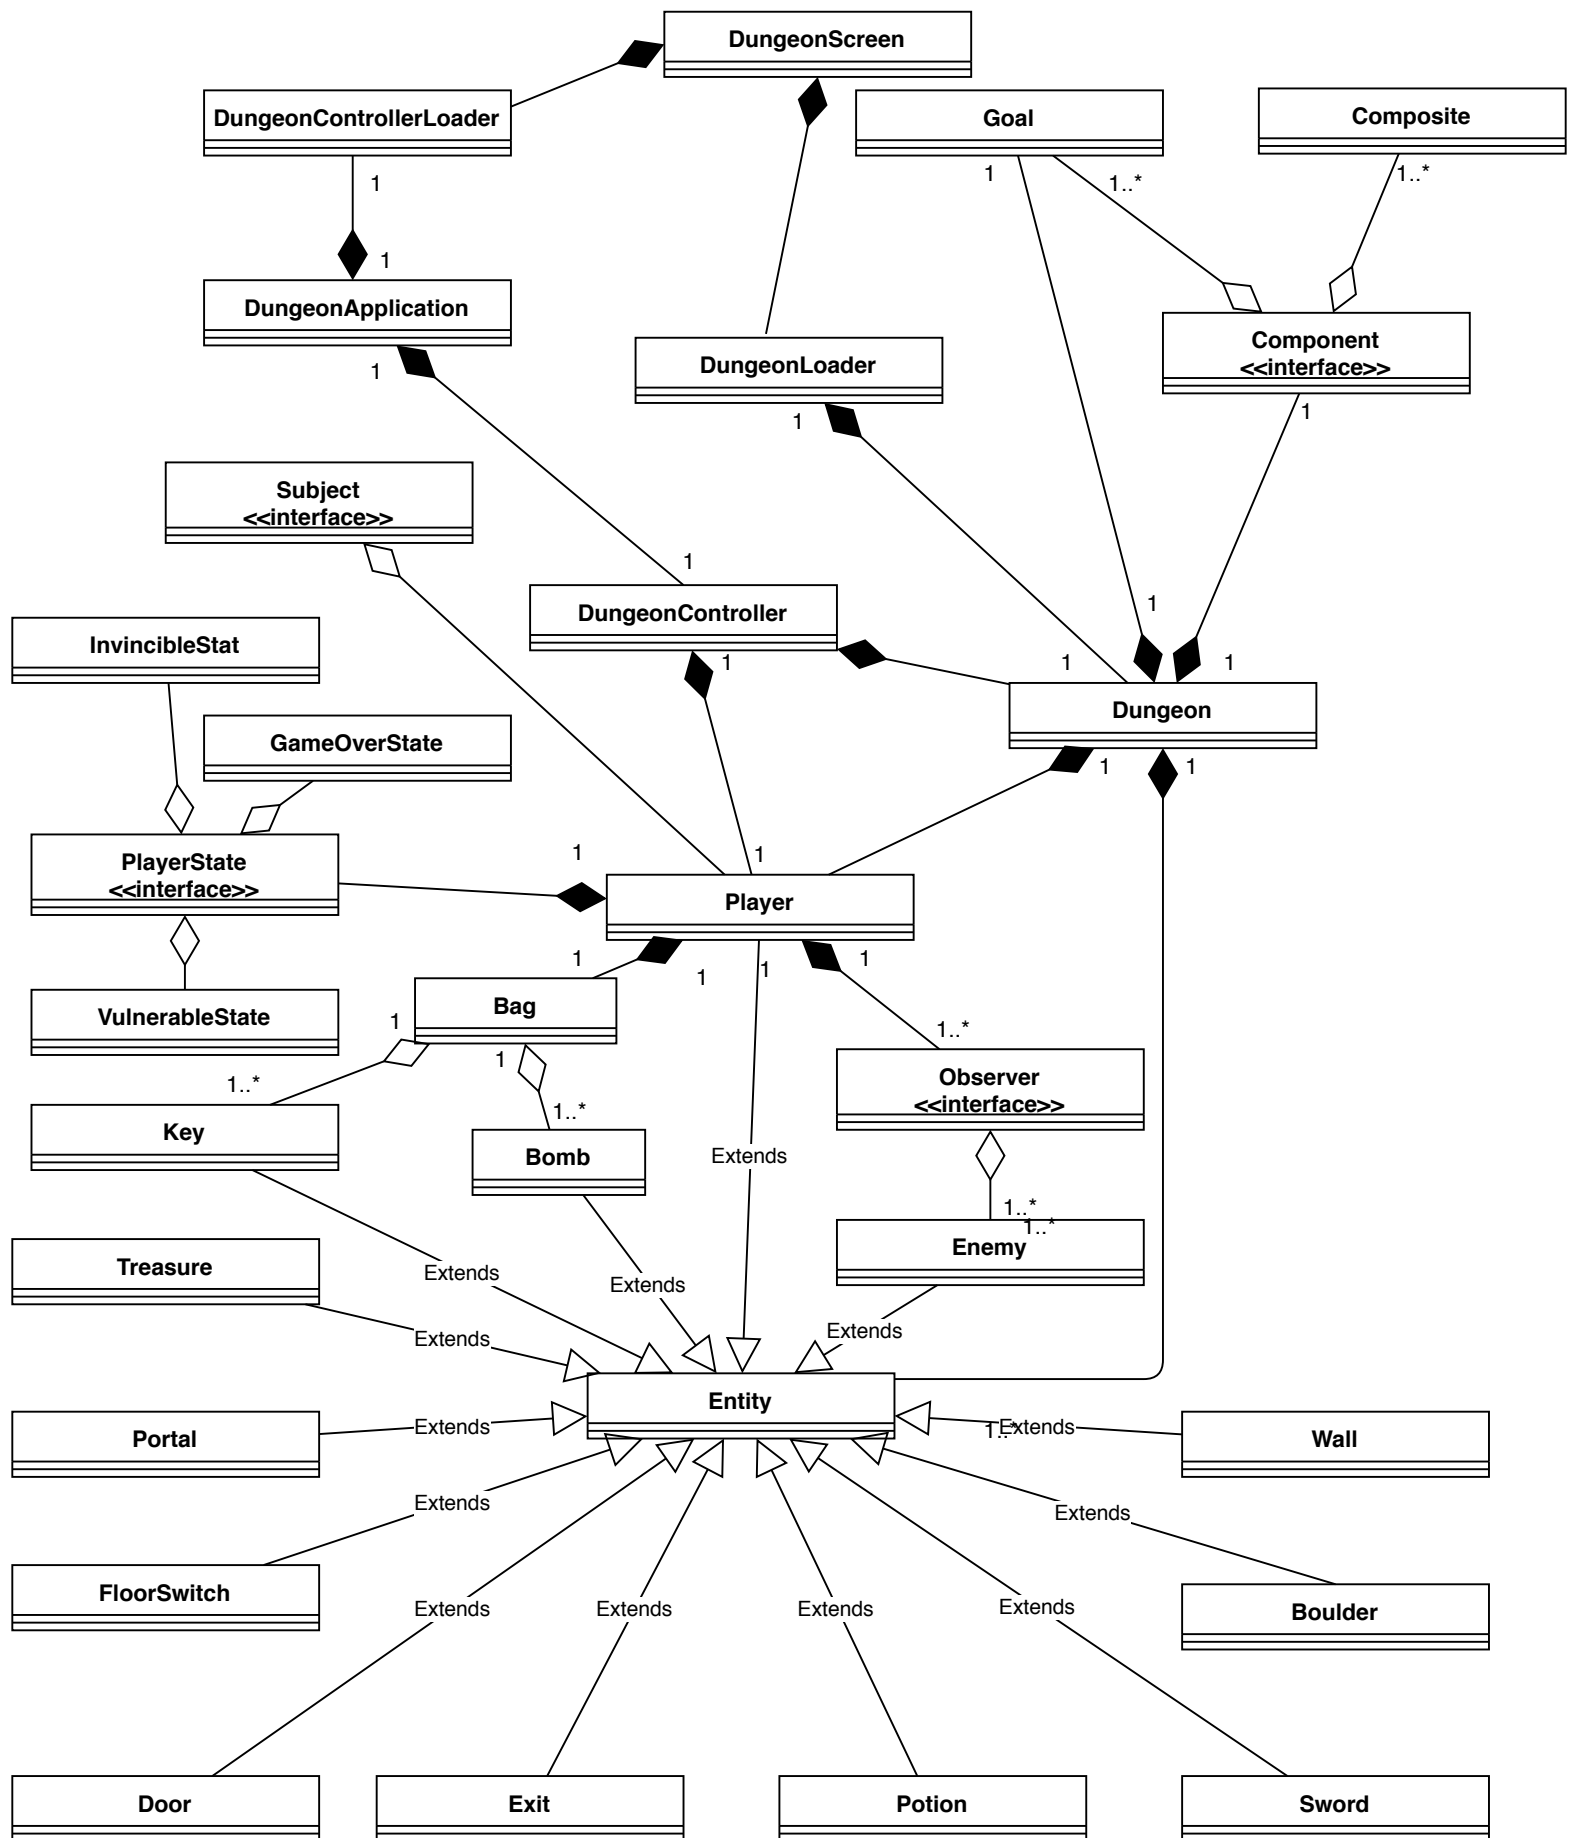 DungeonScreen
DungeonControllerLoader
Goal
Composite
1
1
1..*
1..*
1
DungeonApplication
Component
<<interface>>
DungeonLoader
1
1
1
Subject
<<interface>>
1
DungeonController
1
InvincibleStat
1
1
1
Dungeon
GameOverState
1
1
PlayerState
<<interface>>
1
1
Player
1
1
1
1
Bag
VulnerableState
1
1..*
1
Observer
<<interface>>
1..*
1..*
Key
Bomb
Extends
1..*
1..*
Enemy
Treasure
Extends
Extends
Extends
Extends
Entity
Portal
Extends
1..*
Extends
Wall
Extends
Extends
FloorSwitch
Boulder
Extends
Extends
Extends
Extends
Door
Exit
Potion
Sword